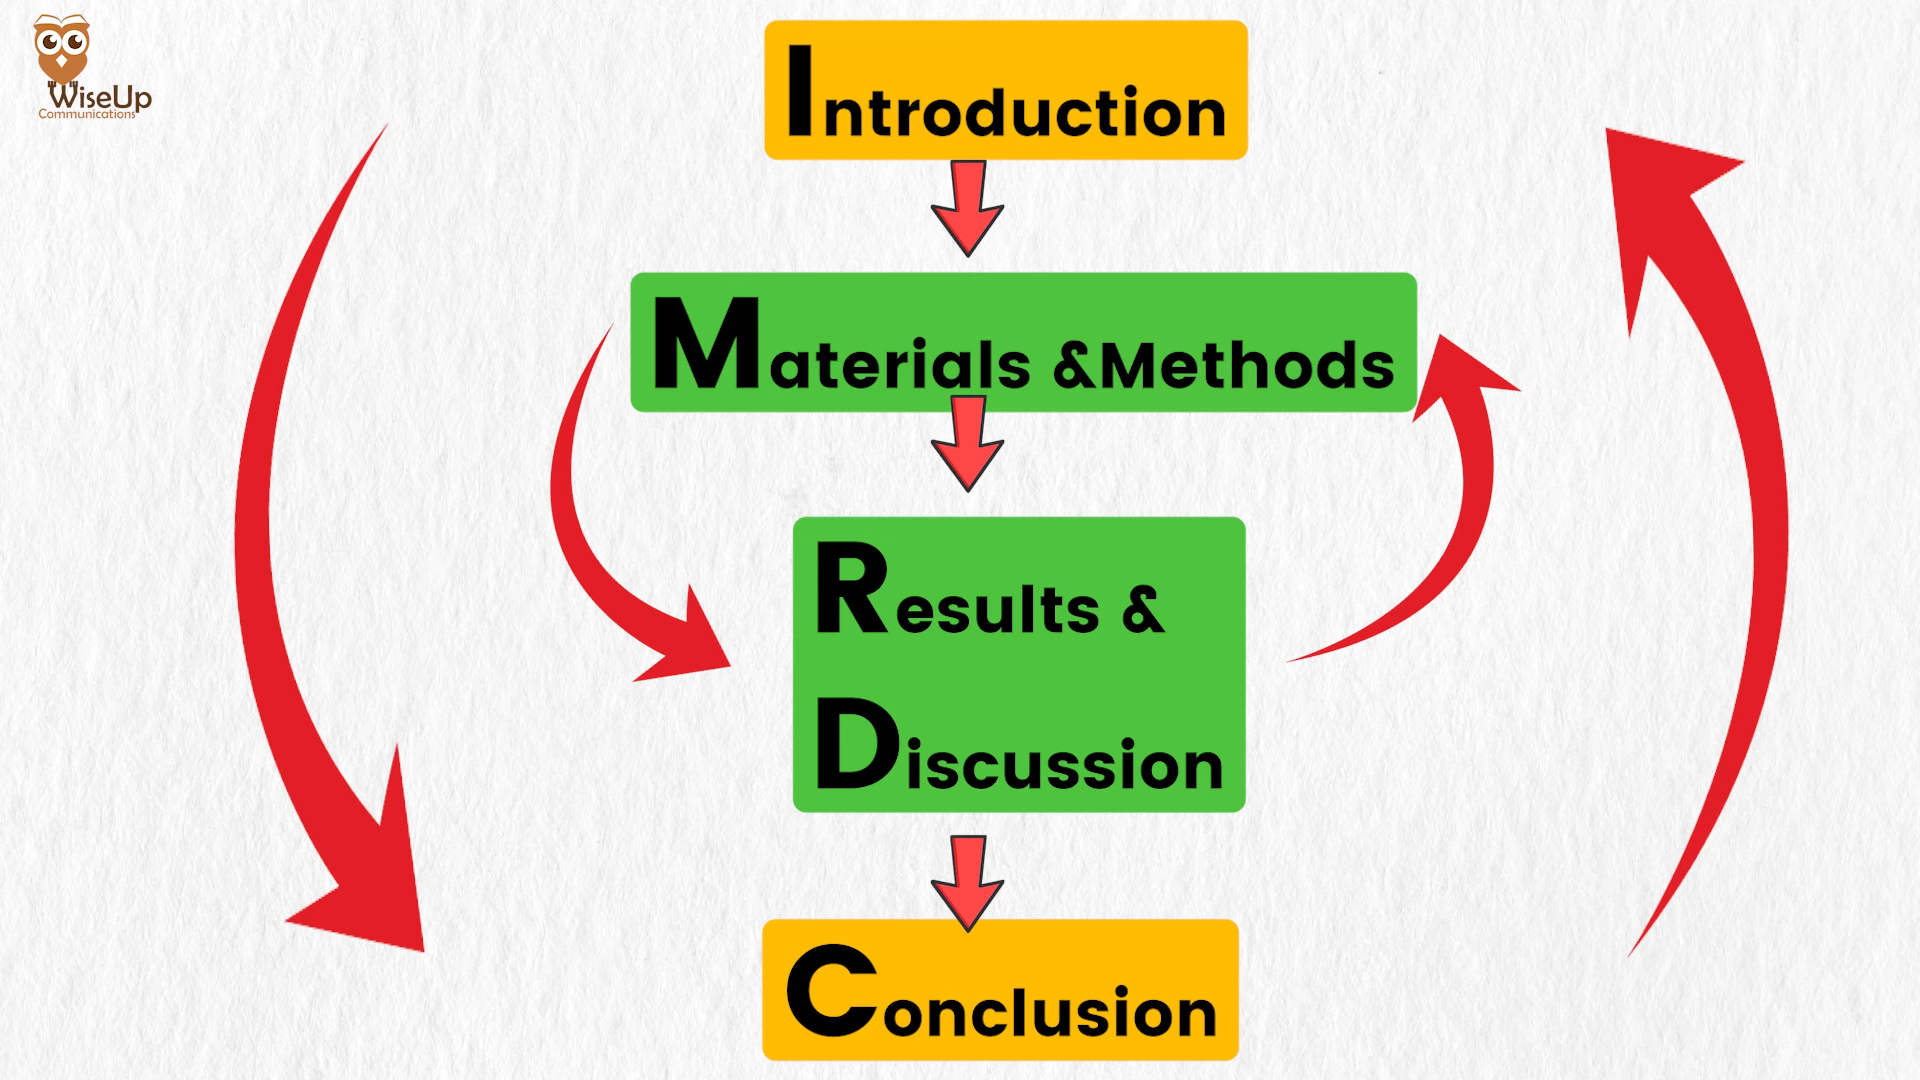 WiseUp
Communications
Introduction
Materials &Methods
Results &
Discussion
Conclusion